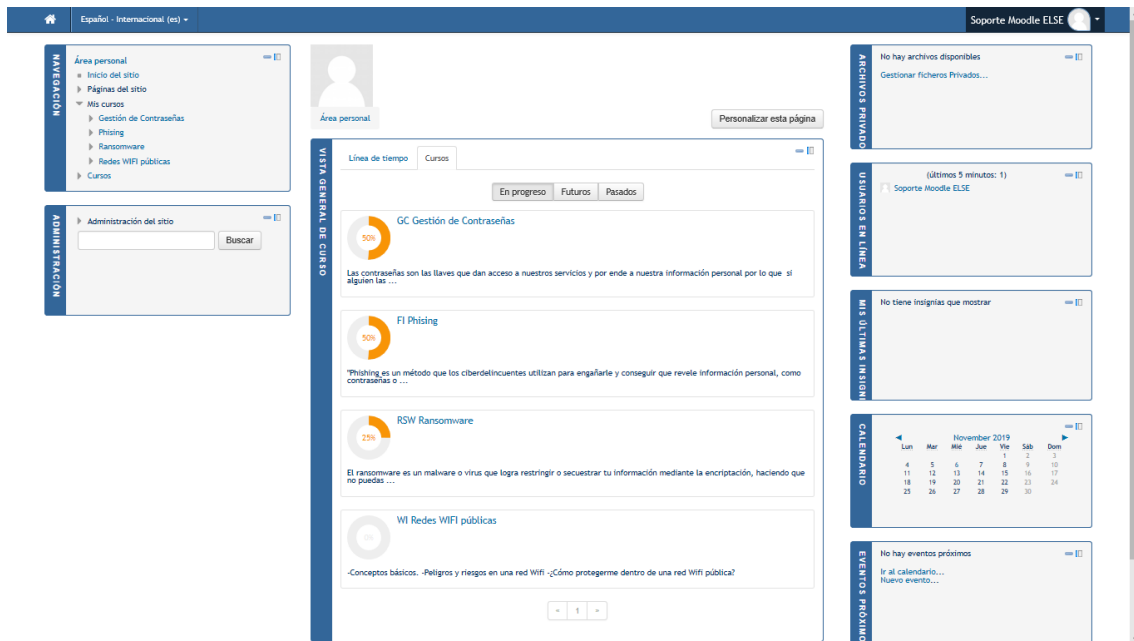 Español - Internacional (es)
Soporte Moodle ELSE
NAVEGACIÓN
Área personal
Inicio del sitio
Páginas del sitio
Mis cursos
Gestión de Contraseñas
Phising
Ransomware
Redes WIFI públicas
Cursos
ADMINISTRACIÓN
Administración del sitio
Buscar
Área personal
Personalizar esta página
VISTA GENERAL DE CURSO
Línea de tiempo Cursos
En progreso Futuros Pasados
50%
GC Gestión de Contraseñas
Las contraseñas son las llaves que dan acceso a nuestros servicios y por ende a nuestra información personal por lo que si
alguien las ...
50%
FI Phising
"Phishing es un método que los ciberdelincuentes utilizan para engañarle y conseguir que revele información personal, como
contraseñas o ...
25%
RSW Ransomware
El ransomware es un malware o virus que logra restringir o secuestrar tu información mediante la encriptación, haciendo que
no puedas ...
0%
WI Redes WIFI públicas
-Conceptos básicos. -Peligros y riesgos en una red Wifi -¿Cómo protegerme dentro de una red Wifi pública?
« 1 »
ARCHIVOS PRIVADO
No hay archivos disponibles
Gestionar ficheros Privados...
USUARIOS EN LÍNEA
(últimos 5 minutos: 1)
Soporte Moodle ELSE
MIS ÚLTIMAS INSIGNI
No tiene insignias que mostrar
CALENDARIO
November 2019
Lun Mar Mié Jue Vie Sáb Dom
1 2 3
4 5 6 7 8 9 10
11 12 13 14 15 16 17
18 19 20 21 22 23 24
25 26 27 28 29 30
EVENTOS PRÓXIMO
No hay eventos próximos
Ir al calendario...
Nuevo evento...